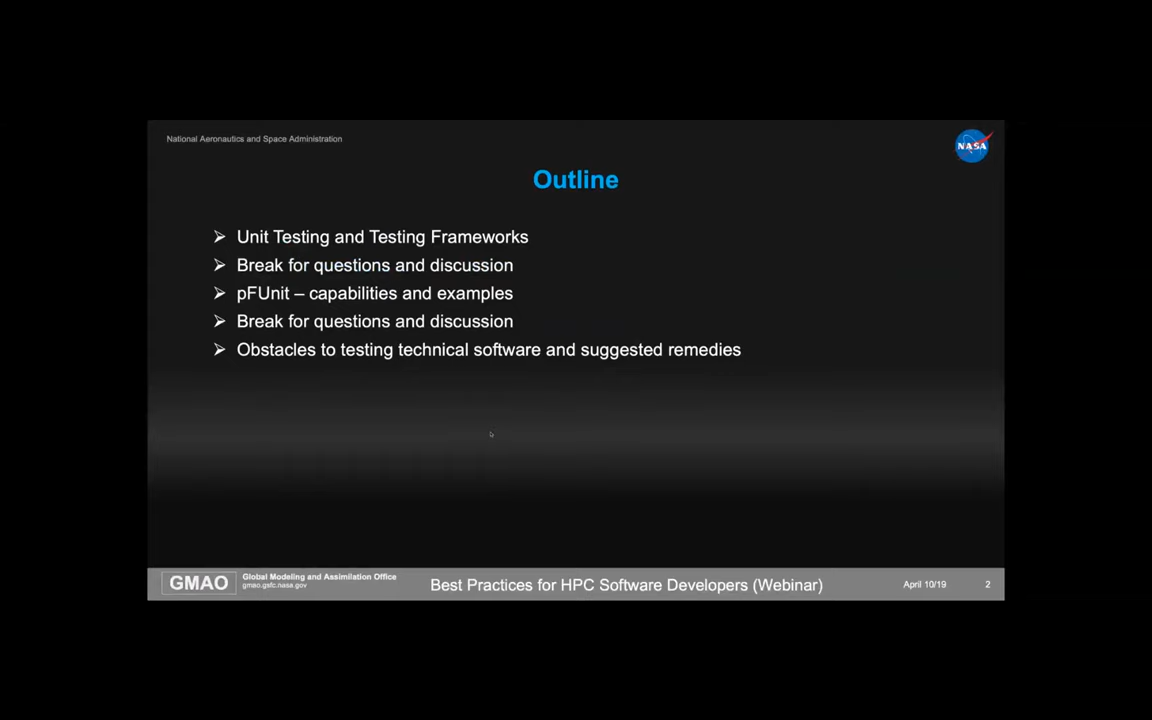 National Aeronautics and Space Administration
NASA
Outline
➢ Unit Testing and Testing Frameworks
➢ Break for questions and discussion
➢ pFUnit – capabilities and examples
➢ Break for questions and discussion
➢ Obstacles to testing technical software and suggested remedies
GMAO
Global Modeling and Assimilation Office
gmao.gsfc.nasa.gov
Best Practices for HPC Software Developers (Webinar)
April 10/19
2